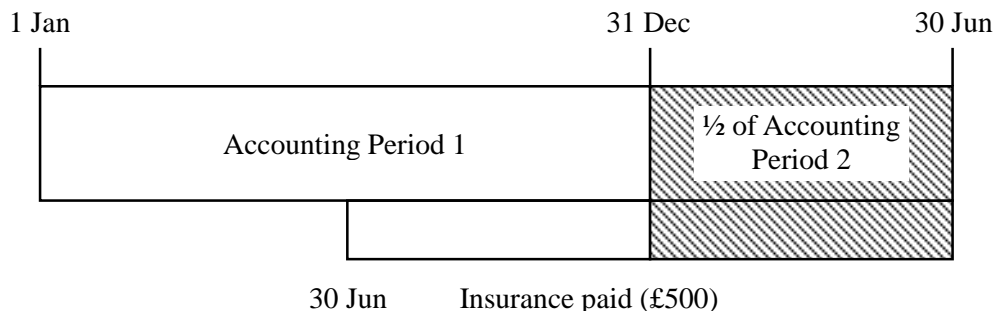 1 Jan 31 Dec 30 Jun
Accounting Period 1
½ of Accounting
Period 2
30 Jun Insurance paid (£500)